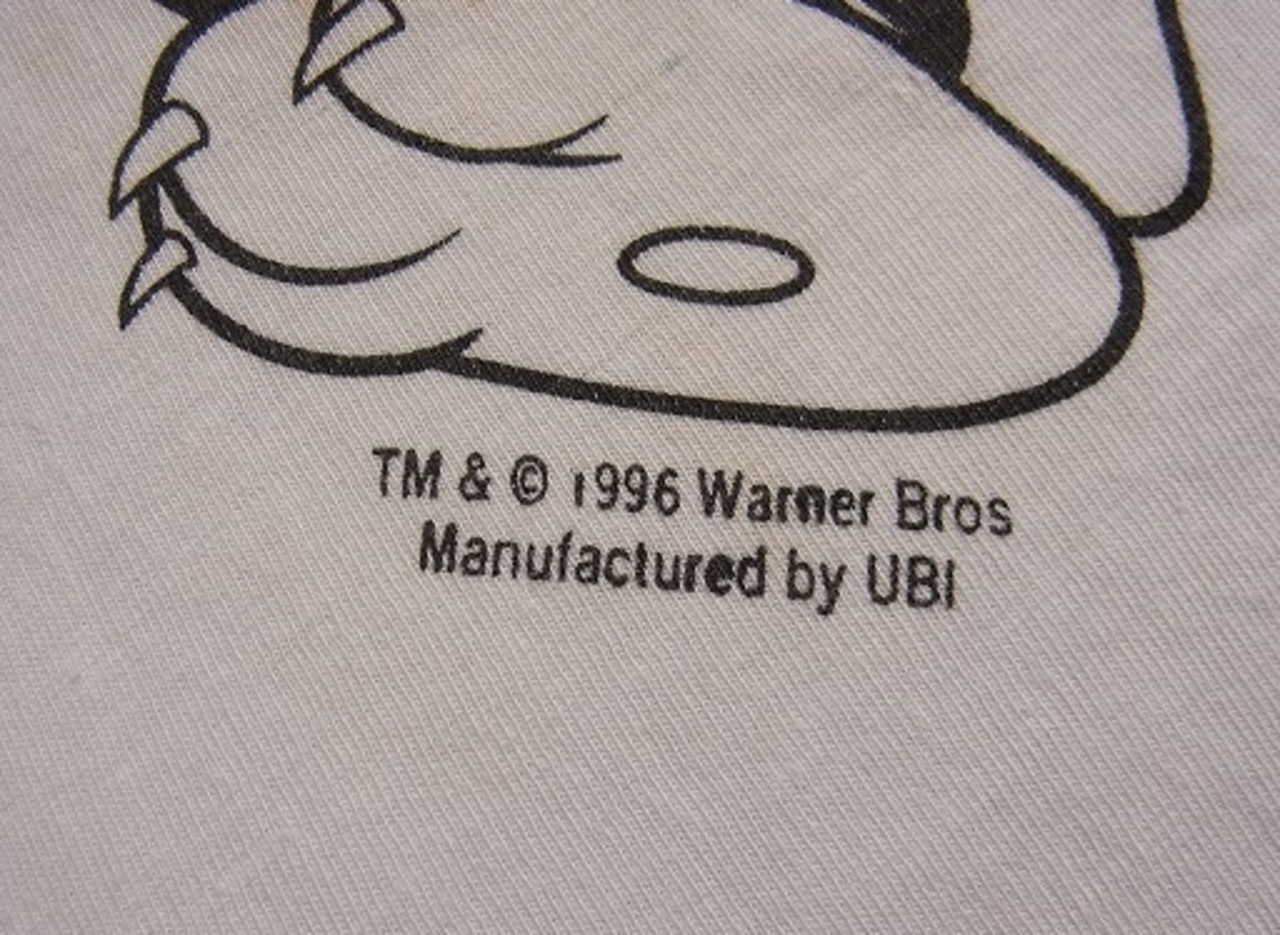 TM & © 1996 Warner Bros
Manufactured by UBI